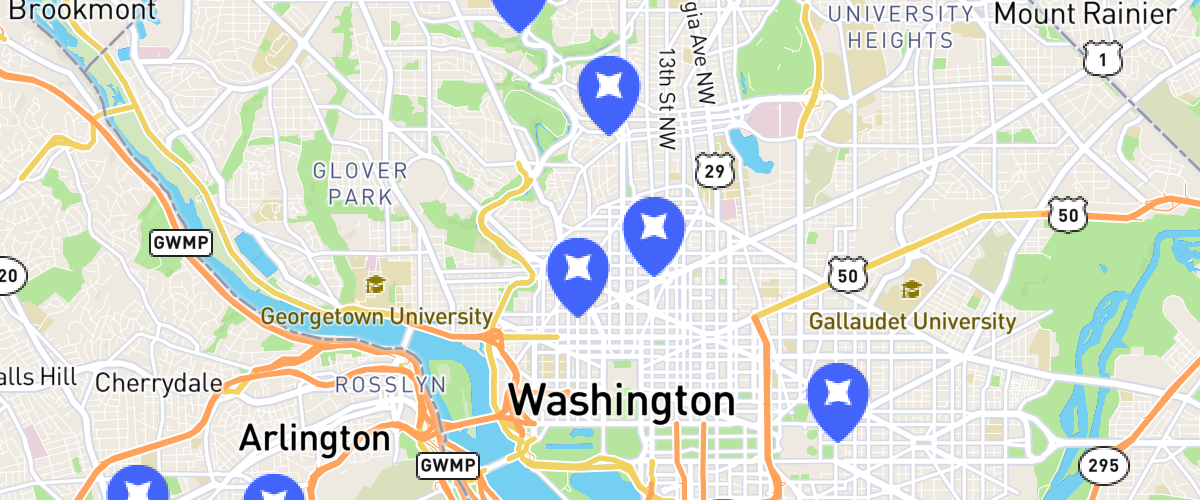 Brookmont
UNIVERSITY
HEIGHTS
Mount Rainier
1
gia Ave NW
13th St NW
GLOVER
PARK
29
50
GWMP
20
50
Georgetown University
Gallaudet University
alls Hill
Cherrydale
ROSSLYN
Washington
Arlington
GWMP
295